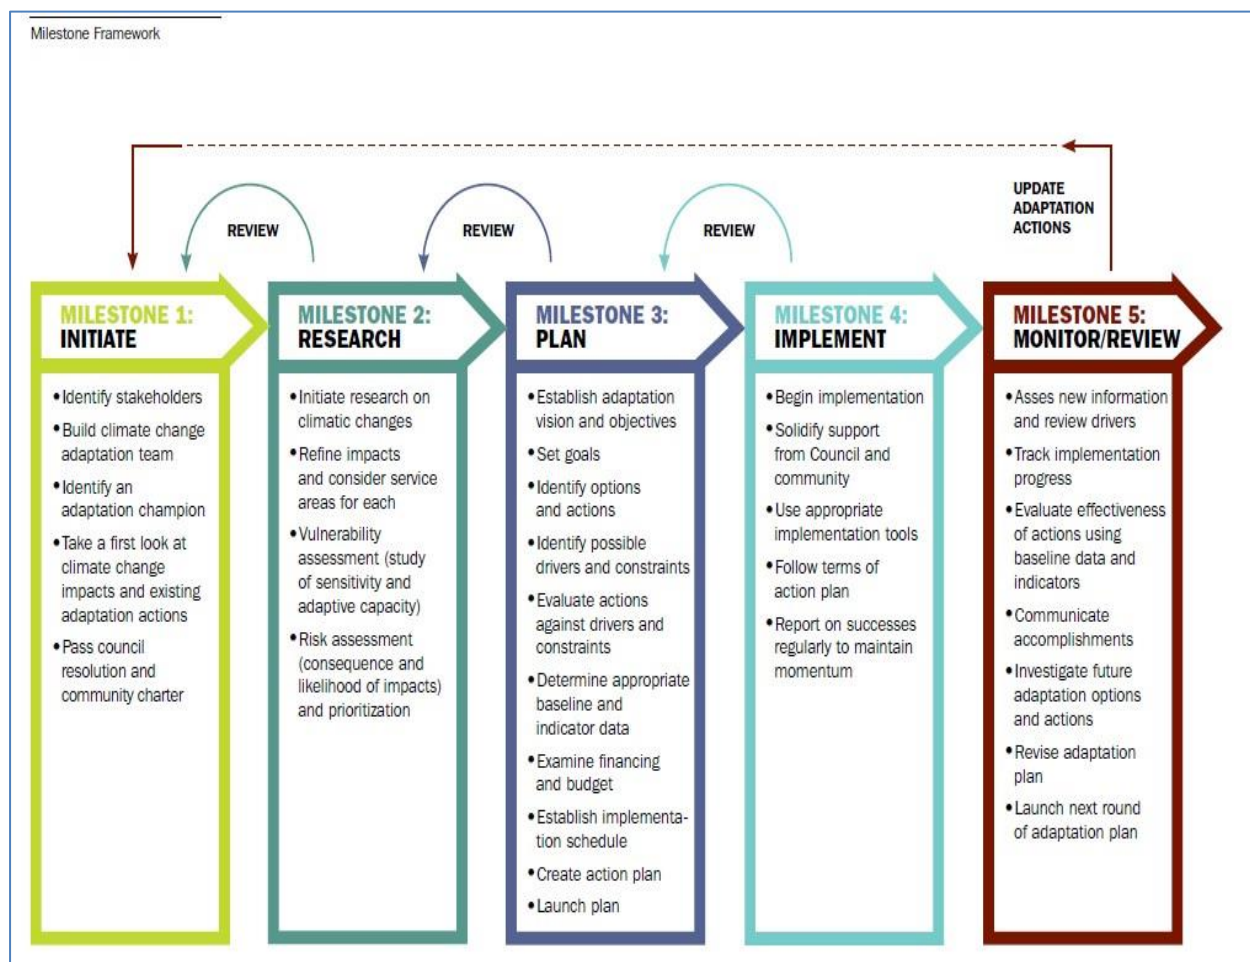 Milestone Framework
UPDATE
ADAPTATION
ACTIONS
REVIEW
REVIEW
REVIEW
MILESTONE 1:
INITIATE
• Identify stakeholders
• Build climate change
adaptation team
• Identify an
adaptation champion
• Take a first look at
climate change
impacts and existing
adaptation actions
• Pass council
resolution and
community charter
MILESTONE 2:
RESEARCH
• Initiate research on
climatic changes
• Refine impacts
and consider service
areas for each
• Vulnerability
assessment (study
of sensitivity and
adaptive capacity)
• Risk assessment
(consequence and
likelihood of impacts)
and prioritization
MILESTONE 3:
PLAN
• Establish adaptation
vision and objectives
• Set goals
• Identify options
and actions
• Identify possible
drivers and constraints
• Evaluate actions
against drivers and
constraints
• Determine appropriate
baseline and
indicator data
• Examine financing
and budget
• Establish implementa-
tion schedule
• Create action plan
• Launch plan
MILESTONE 4:
IMPLEMENT
• Begin implementation
• Solidify support
from Council and
community
• Use appropriate
implementation tools
• Follow terms of
action plan
• Report on successes
regularly to maintain
momentum
MILESTONE 5:
MONITOR/REVIEW
• Asses new information
and review drivers
• Track implementation
progress
• Evaluate effectiveness
of actions using
baseline data and
indicators
• Communicate
accomplishments
• Investigate future
adaptation options
and actions
• Revise adaptation
plan
• Launch next round
of adaptation plan